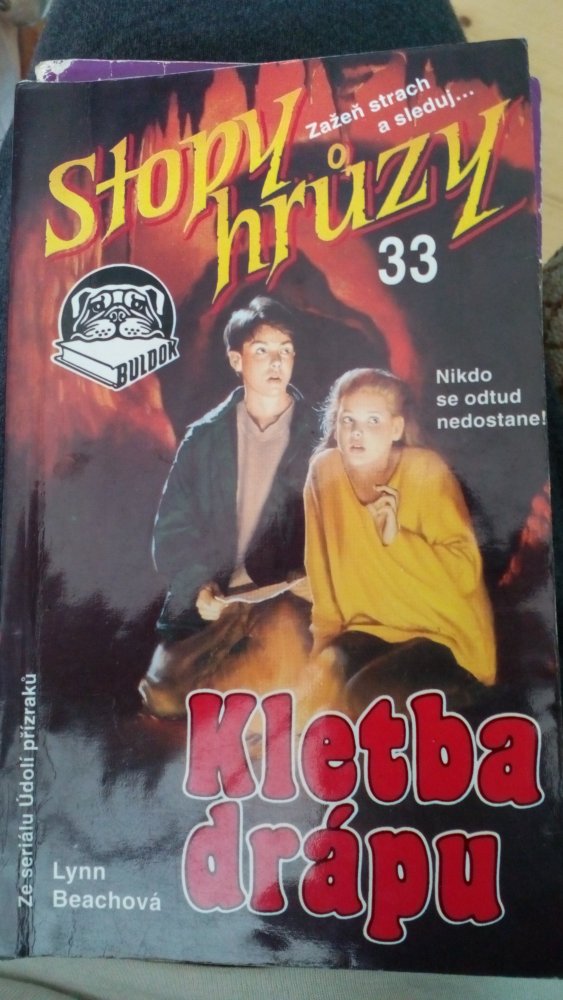 Zažeň strach
a sleduj...
Stopy
hrůzy
33
BULDOK
Nikdo
se odtud
nedostane!
Kletba
drápu
Ze seriálu Údolí přízraků
Lynn
Beachová